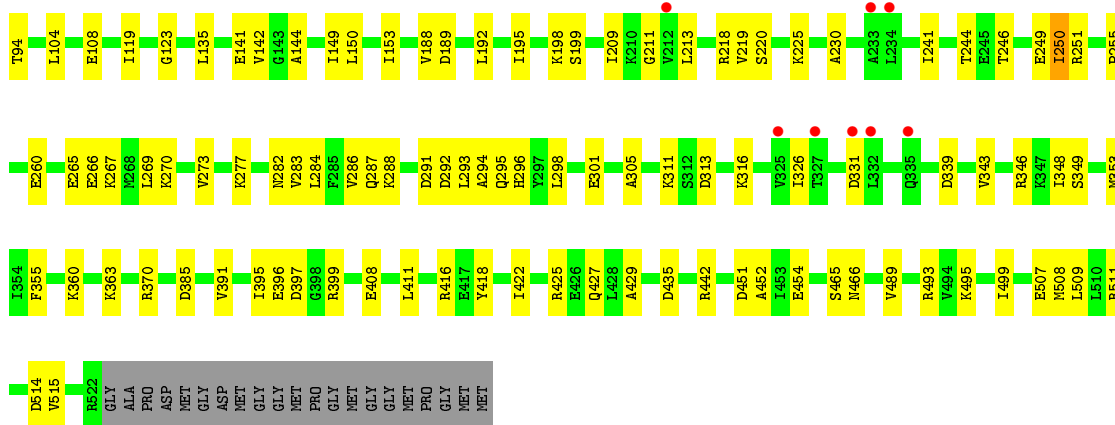 T94 L104 E108 I119 G123 L135 E141 V142 G143 A144 I149 L150 I153 V188 D189 L192 I195 K198 S199 I209 K210 G211 V212 L213 R218 V219 S220 K225 A230 A233 L234 I241 T244 E245 T246 E249 I250 R251
E260 E265 E266 K267 M268 L269 K270 V273 K277 N282 V283 L284 F285 V286 Q287 K288 D291 D292 L293 A294 Q295 H296 Y297 L298 E301 A305 K311 S312 D313 K316 V325 I326 T327 D331 L332 Q335 D339 V343 R346 K347 I348 S349
I354 F355 K360 K363 R370 D385 V391 I395 E396 D397 G398 R399 E408 L411 R416 E417 Y418 I422 R425 E426 Q427 L428 A429 D435 R442 D451 A452 I453 E454 S465 N466 V489 R493 V494 K495 I499 E507 M508 L509 L510 R511
D514 V515 R522 GLY ALA PRO ASP MET GLY ASP MET GLY GLY MET PRO GLY MET GLY GLY MET PRO GLY MET MET